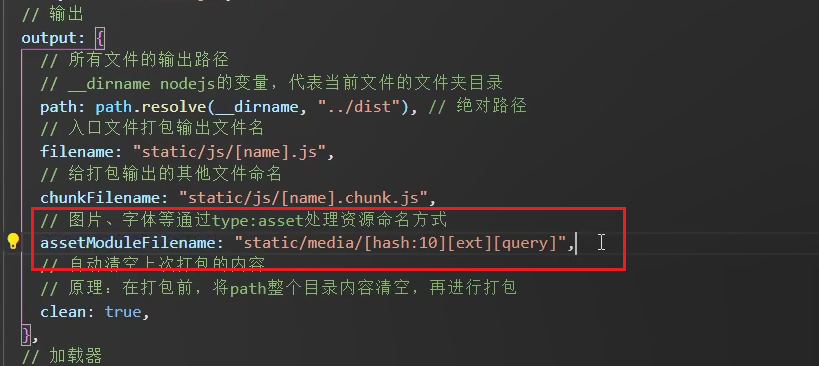 // 输出
output: {
// 所有文件的输出路径
// __dirname nodejs的变量，代表当前文件的文件夹目录
path: path.resolve(__dirname, "../dist"), // 绝对路径
// 入口文件打包输出文件名
filename: "static/js/[name].js",
// 给打包输出的其他文件命名
chunkFilename: "static/js/[name].chunk.js",
// 图片、字体等通过type:asset处理资源命名方式
assetModuleFilename: "static/media/[hash:10][ext][query]",
// 自动清空上次打包的内容
// 原理：在打包前，将path整个目录内容清空，再进行打包
clean: true,
},
// 加载器